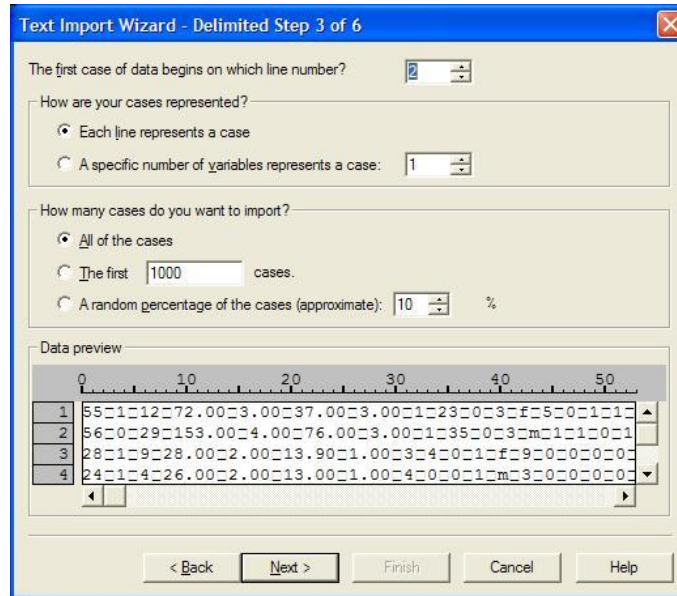 Text Import Wizard - Delimited Step 3 of 6
The first case of data begins on which line number? 2
How are your cases represented?
Each line represents a case
A specific number of variables represents a case: 1
How many cases do you want to import?
All of the cases
The first 1000 cases.
A random percentage of the cases (approximate): 10 %
Data preview
0 10 20 30 40 50
1 55□1□12□72.00□3.00□37.00□3.00□1□23□0□3□f□5□0□1□1□
2 56□0□29□153.00□4.00□76.00□3.00□1□35□0□3□m□1□1□0□1
3 28□1□9□28.00□2.00□13.90□1.00□3□4□0□1□f□9□0□0□0□0□
4 24□1□4□26.00□2.00□13.00□1.00□4□0□0□1□m□3□0□0□0□0□
< Back Next > Finish Cancel Help